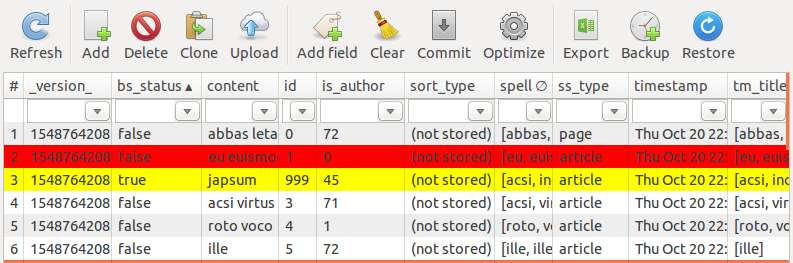 Refresh Add Delete Clone Upload Add field Clear Commit Optimize Export Backup Restore
# _version_ bs_status▲ content id is_author sort_type spell ∅ ss_type timestamp tm_title
1 1548764208 false abbas leta 0 72 (not stored) [abbas, page Thu Oct 20 22: [abbas,
2 1548764208 false eu euismo 1 0 (not stored) [eu, euis article Thu Oct 20 22: [eu, euis
3 1548764208 true japsum 999 45 (not stored) [acsi, in article Thu Oct 20 22: [acsi, inc
4 1548764208 false acsi virtus 3 71 (not stored) [acsi, vir article Thu Oct 20 22: [acsi, virt
5 1548764208 false roto voco 4 1 (not stored) [roto, vo article Thu Oct 20 22: [roto, vo
6 1548764208 false ille 5 72 (not stored) [ille, ille article Thu Oct 20 22: [ille]